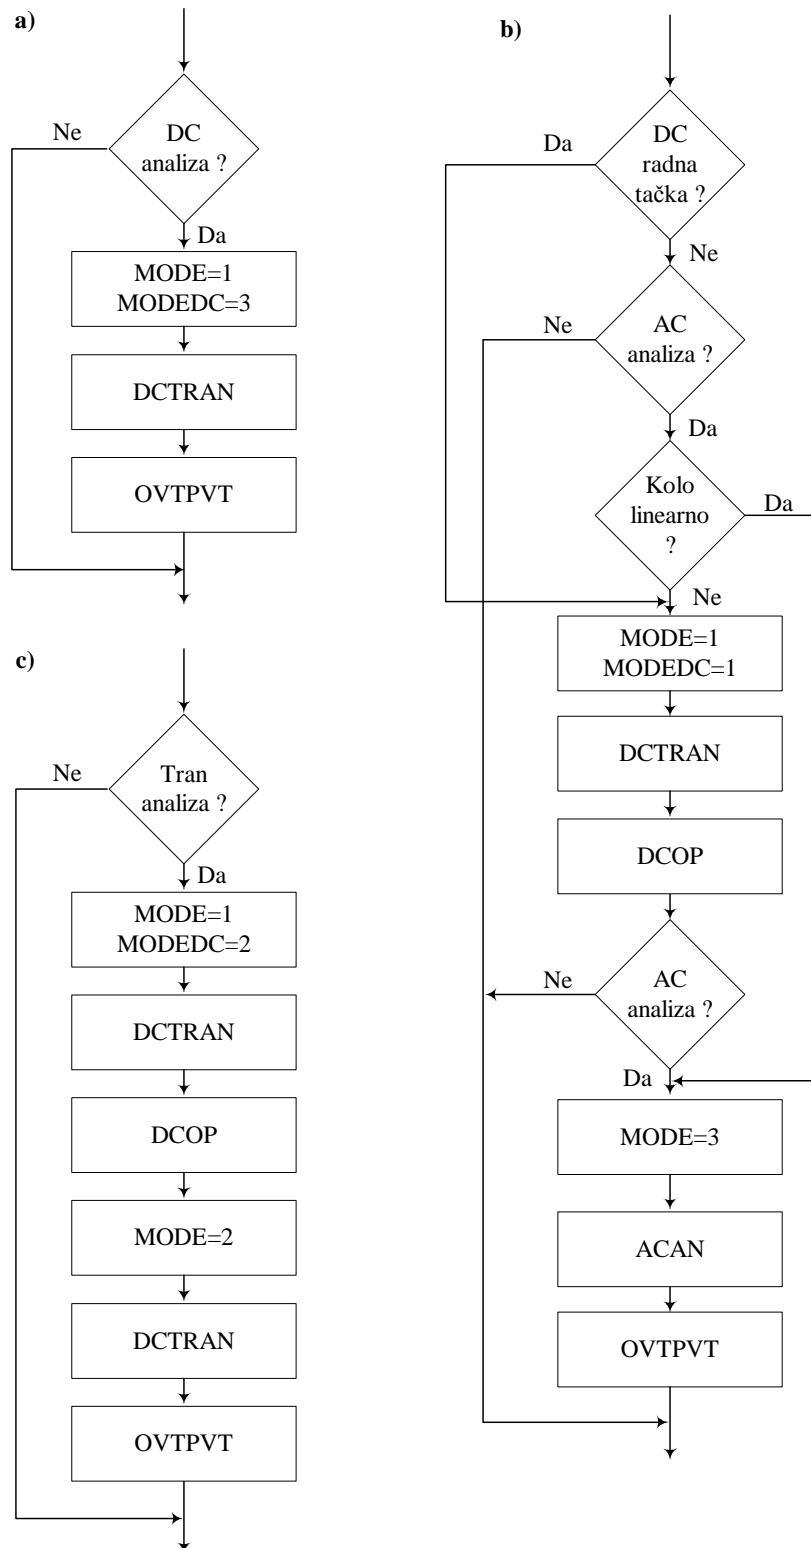 a)
DC
analiza ?
Ne
Da
MODE=1
MODEDC=3
DCTRAN
OVTPVT
b)
DC
radna
tačka ?
Da
Ne
AC
analiza ?
Ne
Da
Kolo
linearno
?
Da
Ne
MODE=1
MODEDC=1
DCTRAN
DCOP
AC
analiza ?
Ne
Da
MODE=3
ACAN
OVTPVT
c)
Tran
analiza ?
Ne
Da
MODE=1
MODEDC=2
DCTRAN
DCOP
MODE=2
DCTRAN
OVTPVT